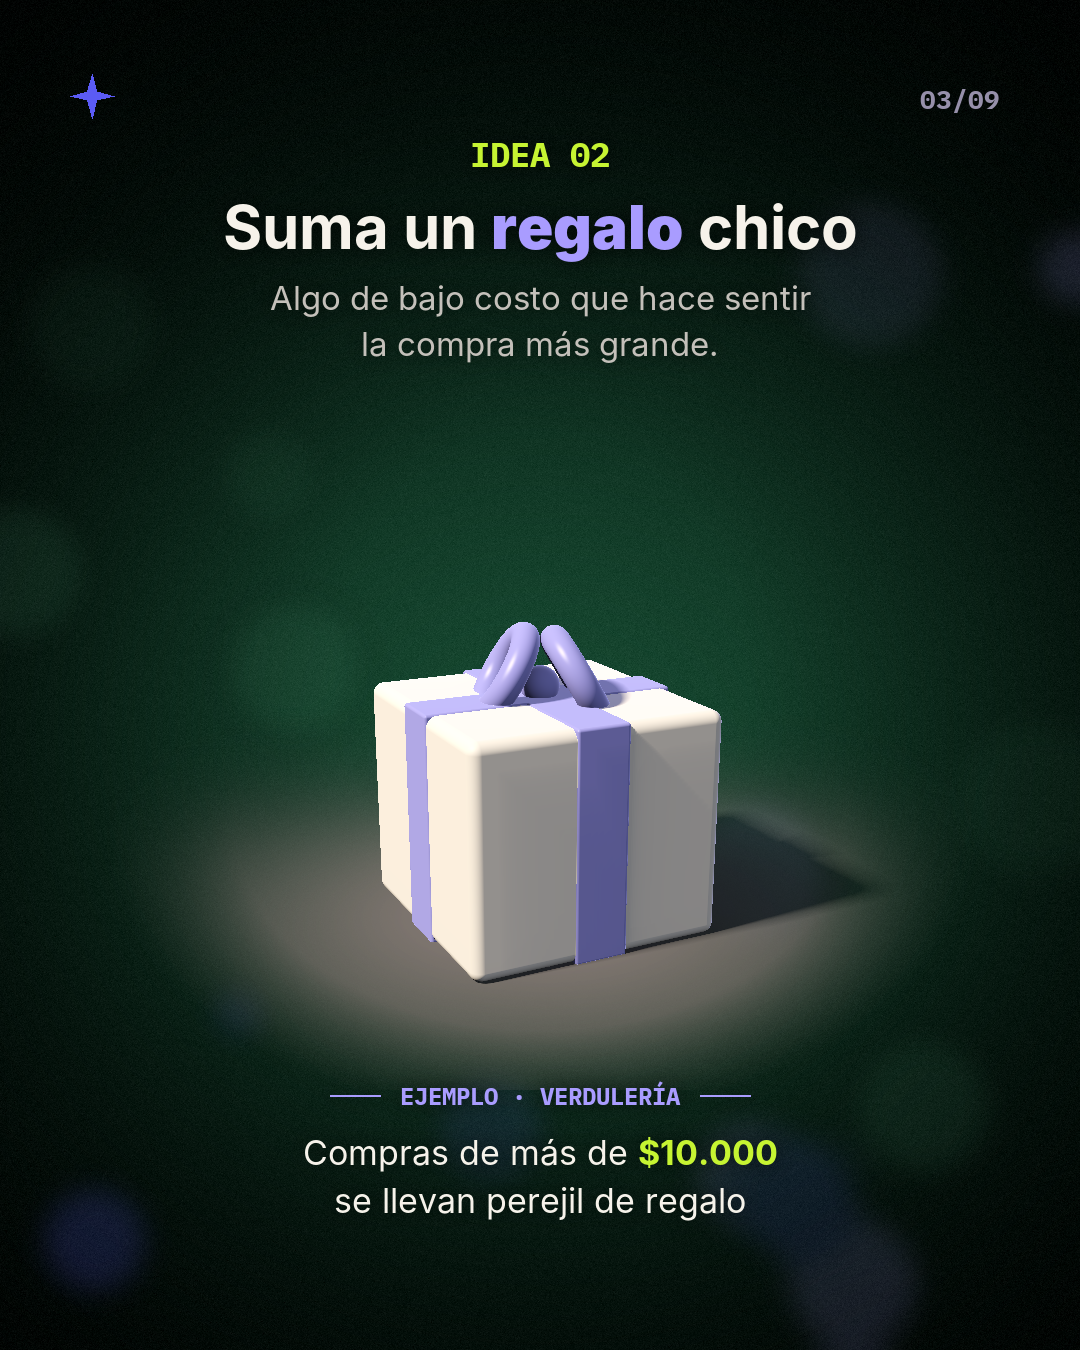 03/09
IDEA 02
Suma un regalo chico
Algo de bajo costo que hace sentir
la compra más grande.
EJEMPLO · VERDULERÍA
Compras de más de $10.000
se llevan perejil de regalo